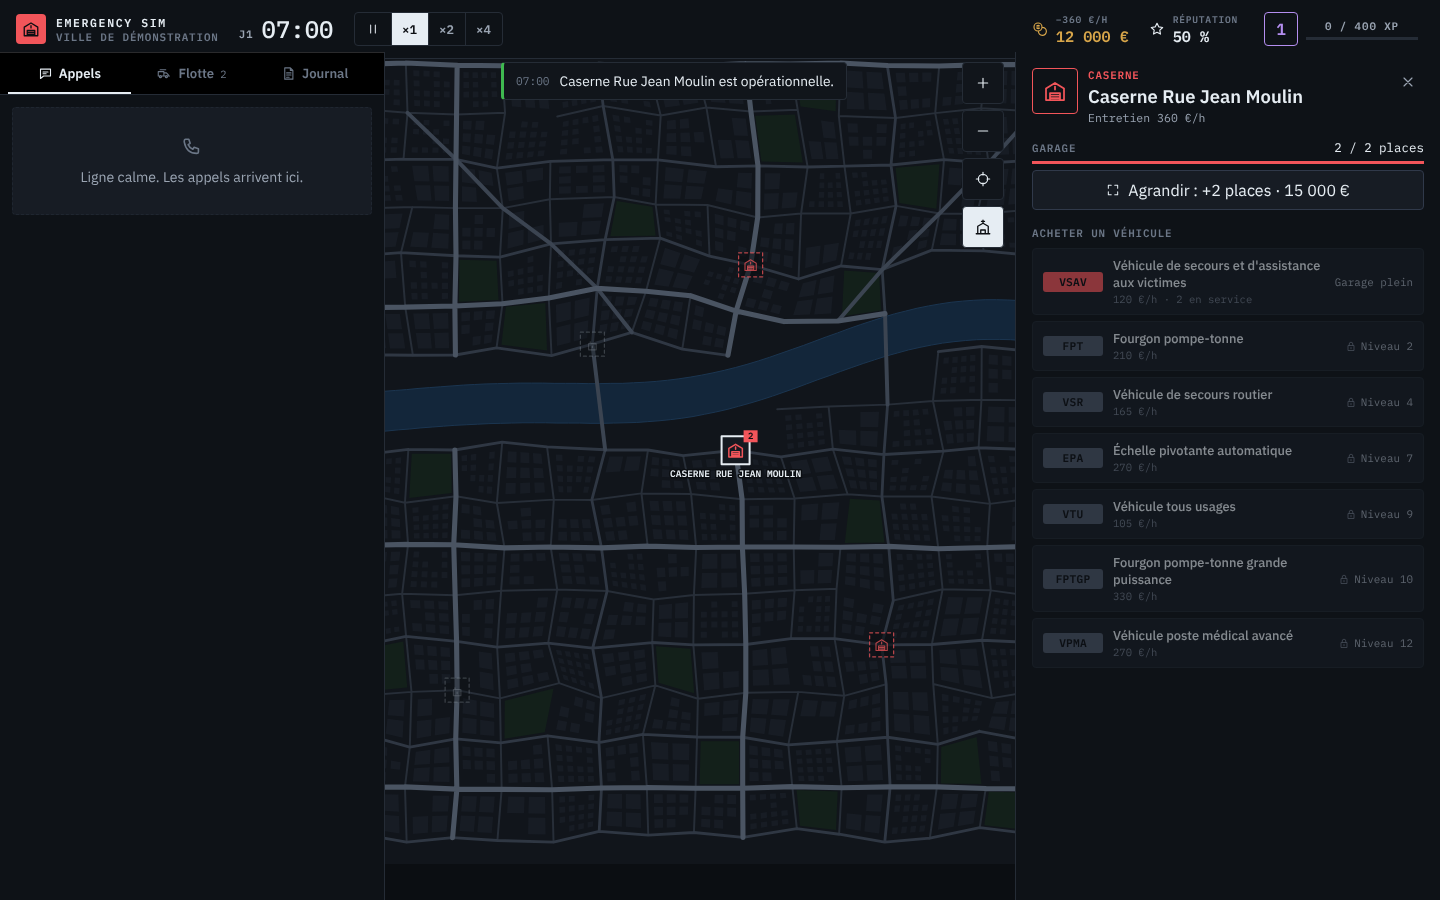 EMERGENCY SIM
VILLE DE DÉMONSTRATION
J1 07:00
×1 ×2 ×4
−360 €/H
12 000 €
RÉPUTATION
50 %
1
0 / 400 XP
Appels
Flotte 2
Journal
Ligne calme. Les appels arrivent ici.
07:00 Caserne Rue Jean Moulin est opérationnelle.
2
CASERNE RUE JEAN MOULIN
CASERNE
Caserne Rue Jean Moulin
Entretien 360 €/h
GARAGE 2 / 2 places
Agrandir : +2 places · 15 000 €
ACHETER UN VÉHICULE
VSAV
Véhicule de secours et d'assistance
aux victimes
120 €/h · 2 en service
Garage plein
FPT
Fourgon pompe-tonne
210 €/h
Niveau 2
VSR
Véhicule de secours routier
165 €/h
Niveau 4
EPA
Échelle pivotante automatique
270 €/h
Niveau 7
VTU
Véhicule tous usages
105 €/h
Niveau 9
FPTGP
Fourgon pompe-tonne grande
puissance
330 €/h
Niveau 10
VPMA
Véhicule poste médical avancé
270 €/h
Niveau 12